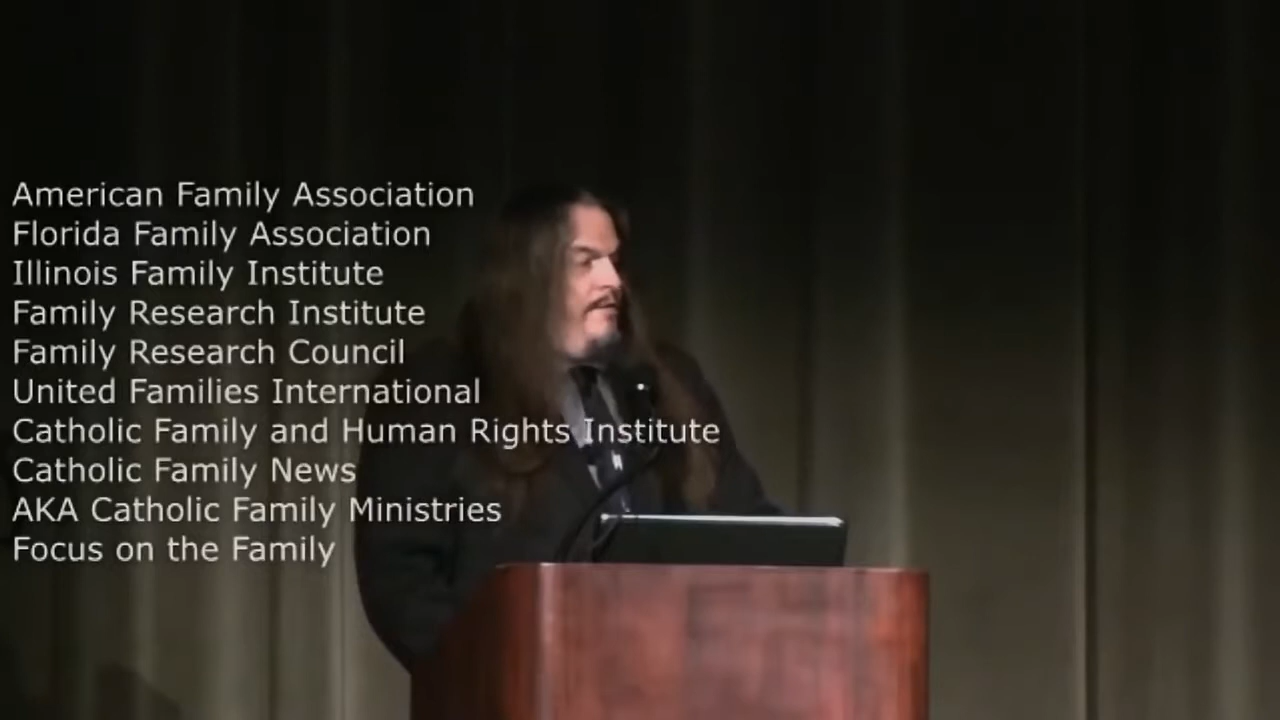 American Family Association
Florida Family Association
Illinois Family Institute
Family Research Institute
Family Research Council
United Families International
Catholic Family and Human Rights Institute
Catholic Family News
AKA Catholic Family Ministries
Focus on the Family